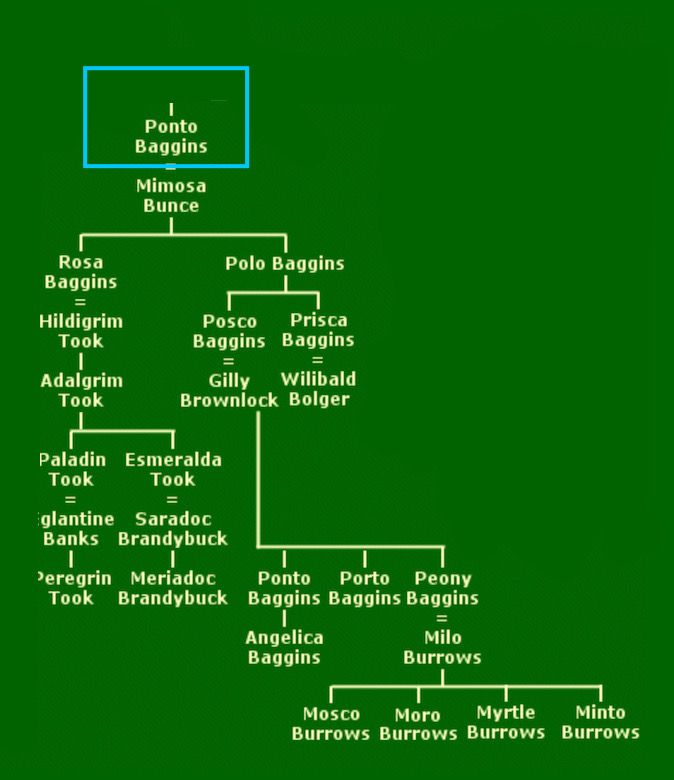 Ponto
Baggins
=
Mimosa
Bunce
Rosa
Baggins
=
Hildigrim
Took
Adalgrim
Took
Polo Baggins
Posco
Baggins
=
Gilly
Brownlock
Prisca
Baggins
=
Wilibald
Bolger
Paladin
Took
=
glantine
Banks
Peregrin
Took
Esmeralda
Took
=
Saradoc
Brandybuck
Meriadoc
Brandybuck
Ponto
Baggins
Angelica
Baggins
Porto
Baggins
Peony
Baggins
=
Milo
Burrows
Mosco
Burrows
Moro
Burrows
Myrtle
Burrows
Minto
Burrows